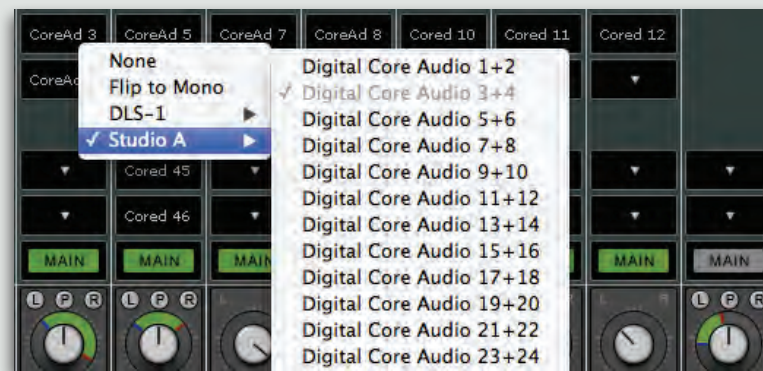 CoreAd 3 CoreAd 5 CoreAd 7 CoreAd 8 Cored 10 Cored 11 Cored 12
CoreAd
None
Flip to Mono
DLS-1
✓ Studio A
Digital Core Audio 1+2
✓ Digital Core Audio 3+4
Digital Core Audio 5+6
Digital Core Audio 7+8
Digital Core Audio 9+10
Digital Core Audio 11+12
Digital Core Audio 13+14
Digital Core Audio 15+16
Digital Core Audio 17+18
Digital Core Audio 19+20
Digital Core Audio 21+22
Digital Core Audio 23+24
Cored 45
Cored 46
MAIN MAIN MAIN MAIN MAIN
L P R L P R L R L P R